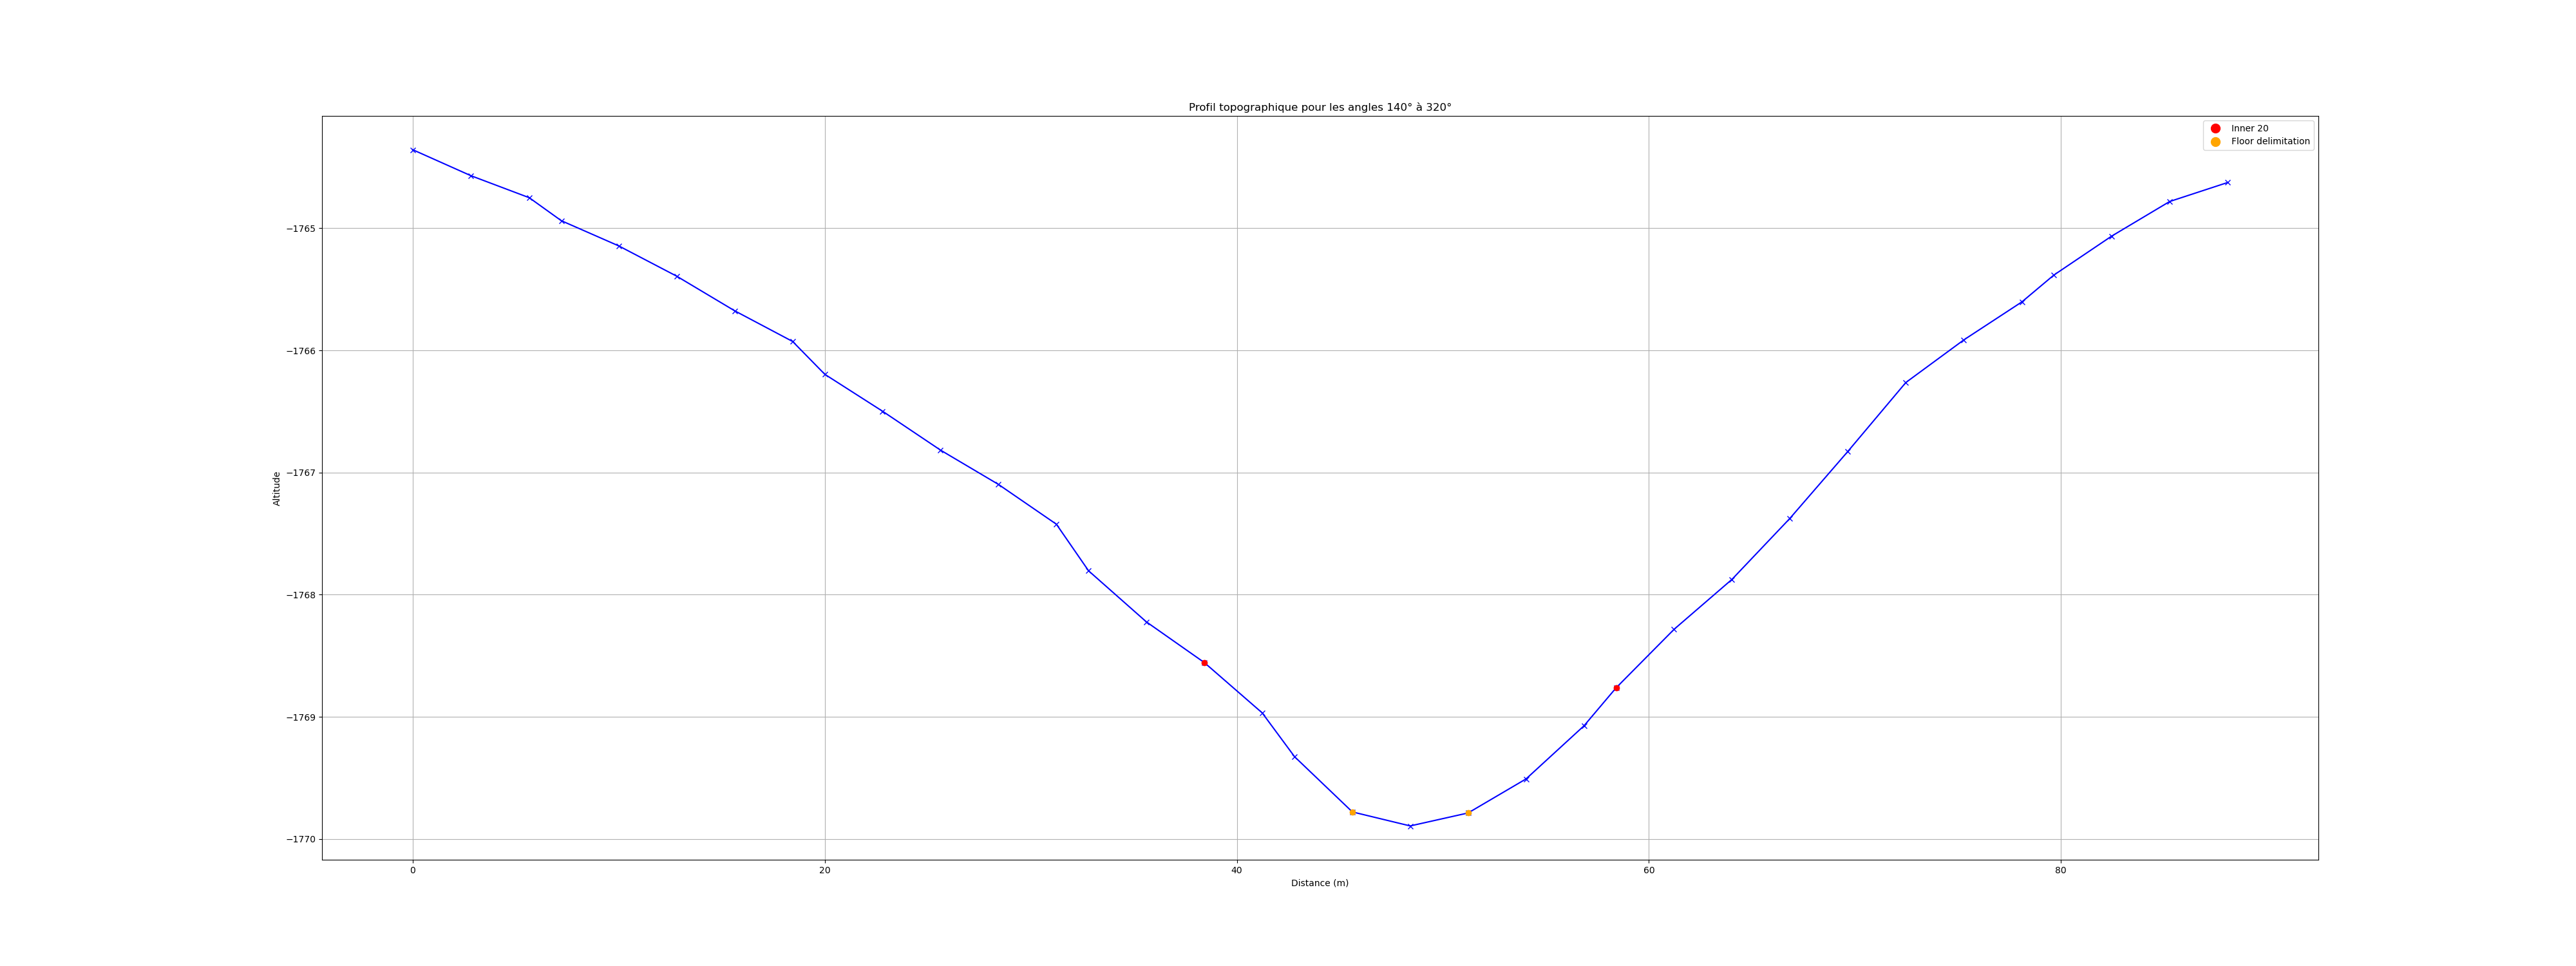 Profil topographique pour les angles 140° à 320°
Inner 20
Floor delimitation
−1765
−1766
−1767
−1768
−1769
−1770
Altitude
0
20
40
60
80
Distance (m)